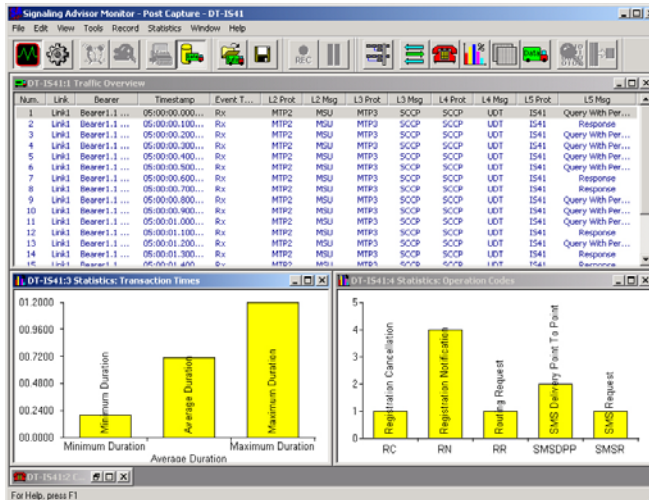 Signaling Advisor Monitor - Post Capture - DT-IS41
File Edit View Tools Record Statistics Window Help
REC
Data
DT-IS41:1 Traffic Overview
Num. Link Bearer Timestamp Event T... L2 Prot L2 Msg L3 Prot L3 Msg L4 Prot L4 Msg L5 Prot L5 Msg
1 Link1 Bearer1.1 ... 05:00:00.000... Rx MTP2 MSU MTP3 SCCP SCCP UDT IS41 Query With Per...
2 Link1 Bearer1.1 ... 05:00:00.100... Rx MTP2 MSU MTP3 SCCP SCCP UDT IS41 Response
3 Link1 Bearer1.1 ... 05:00:00.200... Rx MTP2 MSU MTP3 SCCP SCCP UDT IS41 Query With Per...
4 Link1 Bearer1.1 ... 05:00:00.300... Rx MTP2 MSU MTP3 SCCP SCCP UDT IS41 Query With Per...
5 Link1 Bearer1.1 ... 05:00:00.400... Rx MTP2 MSU MTP3 SCCP SCCP UDT IS41 Query With Per...
6 Link1 Bearer1.1 ... 05:00:00.500... Rx MTP2 MSU MTP3 SCCP SCCP UDT IS41 Query With Per...
7 Link1 Bearer1.1 ... 05:00:00.600... Rx MTP2 MSU MTP3 SCCP SCCP UDT IS41 Response
8 Link1 Bearer1.1 ... 05:00:00.700... Rx MTP2 MSU MTP3 SCCP SCCP UDT IS41 Response
9 Link1 Bearer1.1 ... 05:00:00.800... Rx MTP2 MSU MTP3 SCCP SCCP UDT IS41 Query With Per...
10 Link1 Bearer1.1 ... 05:00:00.900... Rx MTP2 MSU MTP3 SCCP SCCP UDT IS41 Query With Per...
11 Link1 Bearer1.1 ... 05:00:01.000... Rx MTP2 MSU MTP3 SCCP SCCP UDT IS41 Query With Per...
12 Link1 Bearer1.1 ... 05:00:01.100... Rx MTP2 MSU MTP3 SCCP SCCP UDT IS41 Response
13 Link1 Bearer1.1 ... 05:00:01.200... Rx MTP2 MSU MTP3 SCCP SCCP UDT IS41 Query With Per...
14 Link1 Bearer1.1 ... 05:00:01.300... Rx MTP2 MSU MTP3 SCCP SCCP UDT IS41 Response
15 Link1 Bearer1.1 ... 05:00:01.400... Rx MTP2 MSU MTP3 SCCP SCCP UDT IS41 Response
DT-IS41:3 Statistics: Transaction Times
01.2000
00.9600
00.7200
00.4800
00.2400
00.0000
Minimum Duration
Average Duration
Maximum Duration
Minimum Duration
Average Duration
Maximum Duration
DT-IS41:4 Statistics: Operation Codes
5
4
3
2
1
0
Registration Cancellation
Registration Notification
Routing Request
SMS Delivery Point To Point
SMS Request
RC RN RR SMSDPP SMSR
DT-IS41:2 C...
For Help, press F1